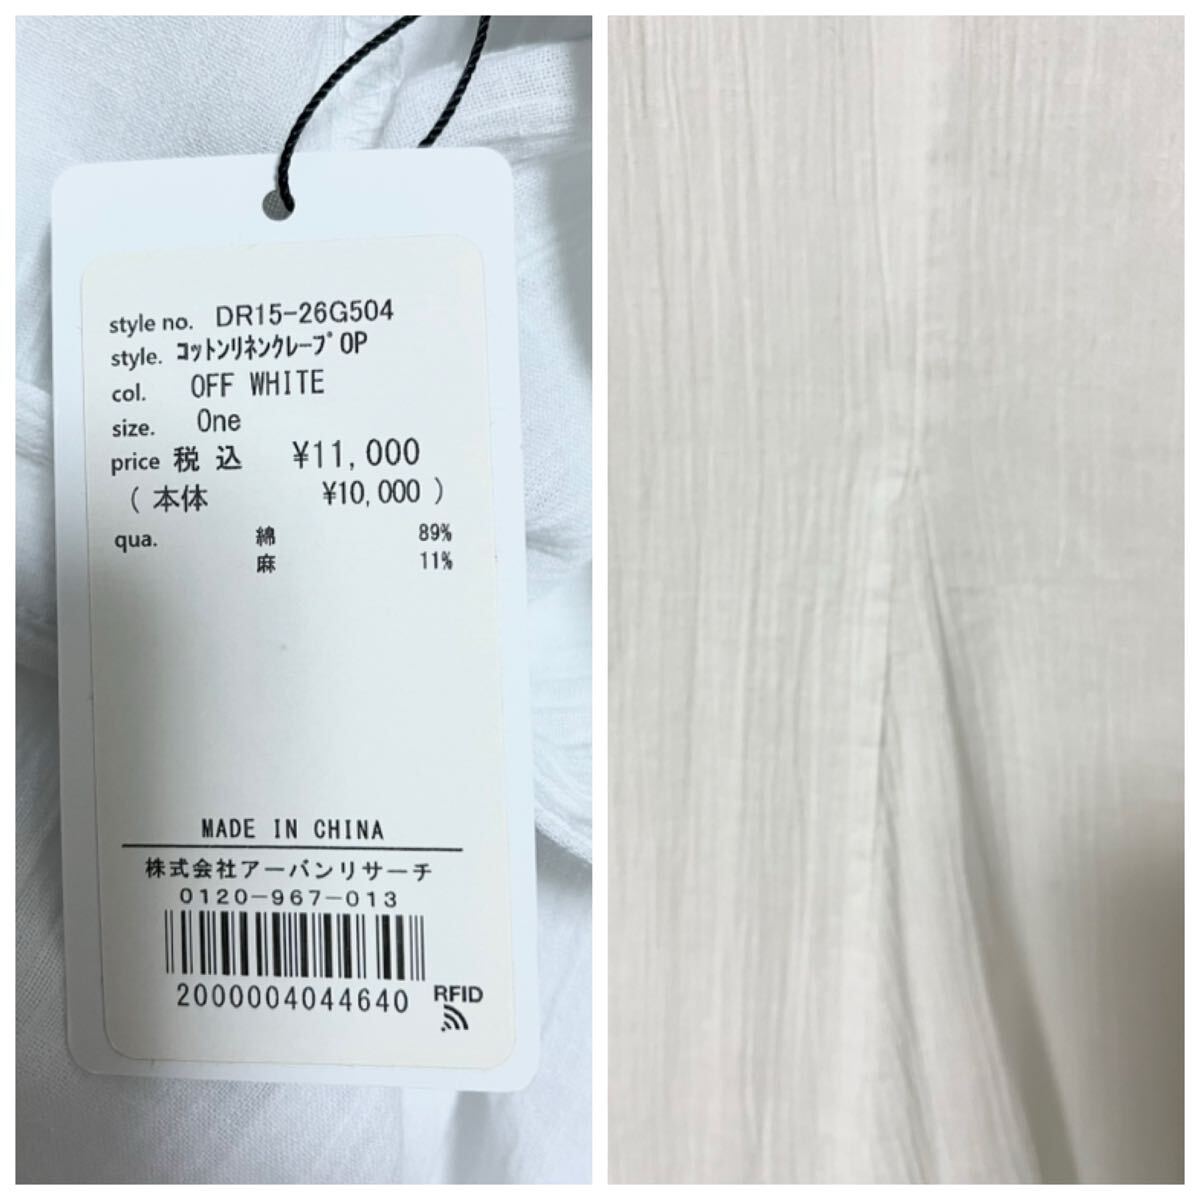 style no. DR15-26G504
style. ｺｯﾄﾝﾘﾈﾝｸﾚｰﾌﾟOP
col. OFF WHITE
size. One
price 税込 ¥11,000
(本体 ¥10,000)
qua. 綿 89%
麻 11%
MADE IN CHINA
株式会社アーバンリサーチ
0120-967-013
2000004044640
RFID